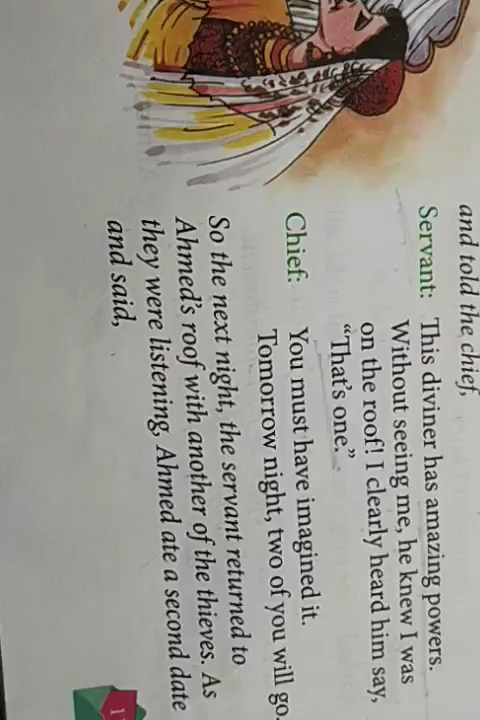 and told the chief,
Servant: This diviner has amazing powers.
Without seeing me, he knew I was
on the roof! I clearly heard him say,
“That's one.”
Chief: You must have imagined it.
Tomorrow night, two of you will go.
So the next night, the servant returned to
Ahmed's roof with another of the thieves. As
they were listening, Ahmed ate a second date
and said,